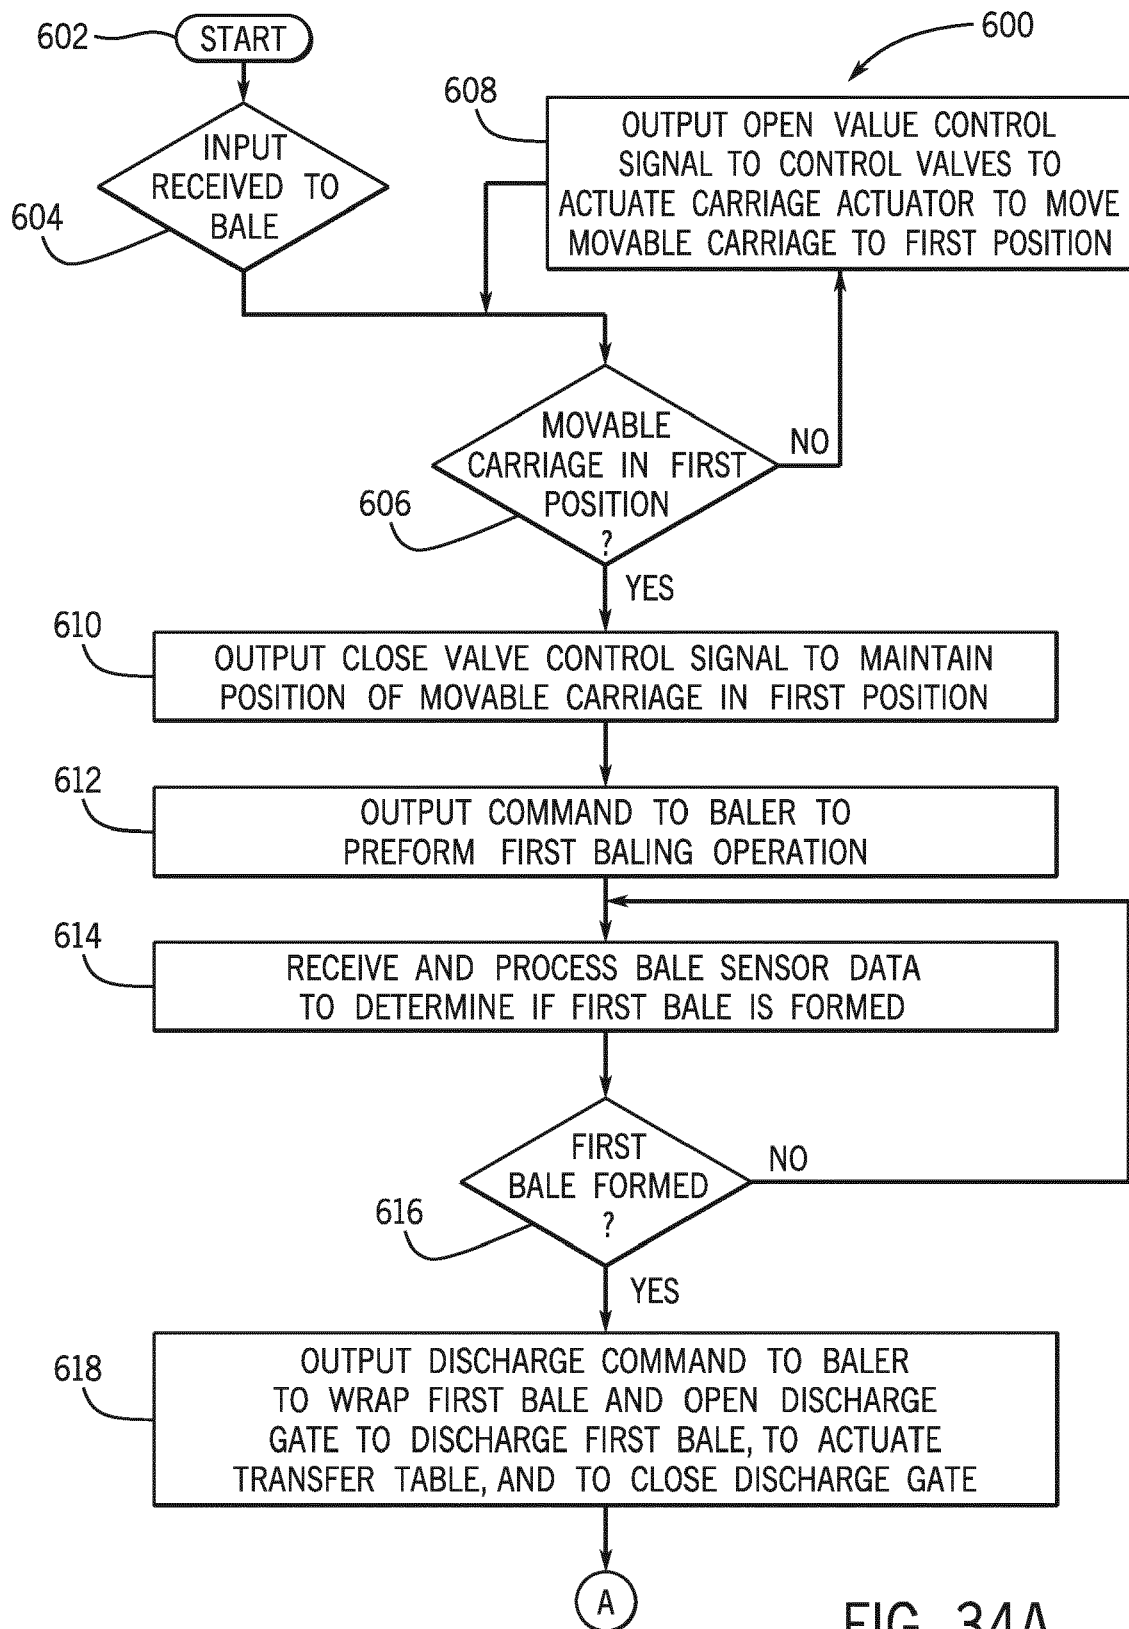 602
START
600
604
INPUT
RECEIVED TO
BALE
608
OUTPUT OPEN VALUE CONTROL
SIGNAL TO CONTROL VALVES TO
ACTUATE CARRIAGE ACTUATOR TO MOVE
MOVABLE CARRIAGE TO FIRST POSITION
606
MOVABLE
CARRIAGE IN FIRST
POSITION
?
NO
YES
610
OUTPUT CLOSE VALVE CONTROL SIGNAL TO MAINTAIN
POSITION OF MOVABLE CARRIAGE IN FIRST POSITION
612
OUTPUT COMMAND TO BALER TO
PREFORM FIRST BALING OPERATION
614
RECEIVE AND PROCESS BALE SENSOR DATA
TO DETERMINE IF FIRST BALE IS FORMED
616
FIRST
BALE FORMED
?
NO
YES
618
OUTPUT DISCHARGE COMMAND TO BALER
TO WRAP FIRST BALE AND OPEN DISCHARGE
GATE TO DISCHARGE FIRST BALE, TO ACTUATE
TRANSFER TABLE, AND TO CLOSE DISCHARGE GATE
A
FIG. 34A